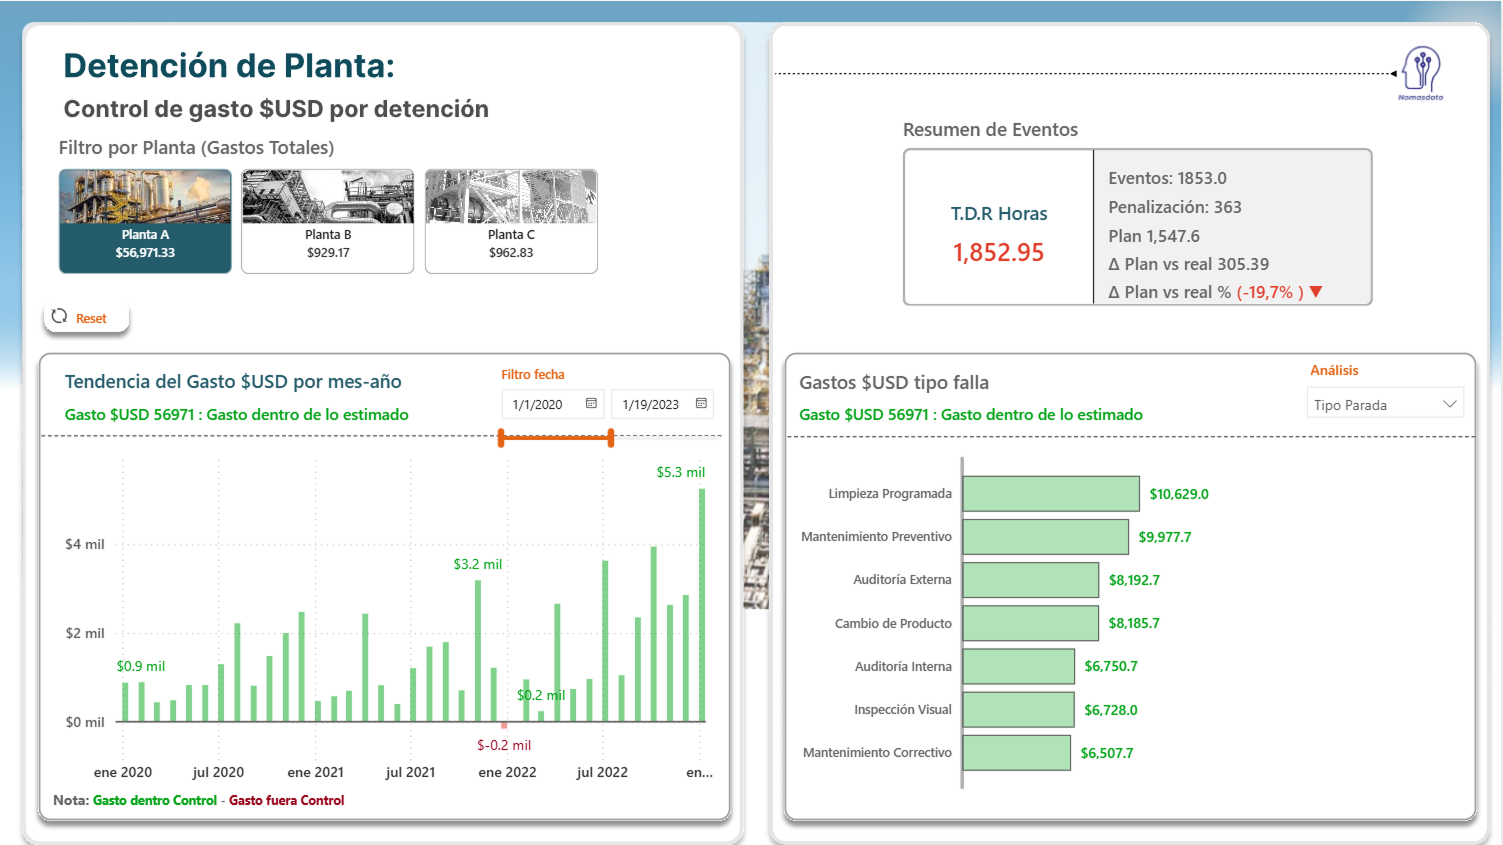 Detención de Planta:
Control de gasto $USD por detención
Filtro por Planta (Gastos Totales)
Planta A
$56,971.33
Planta B
$929.17
Planta C
$962.83
Reset
Nomasdata
Resumen de Eventos
T.D.R Horas
1,852.95
Eventos: 1853.0
Penalización: 363
Plan 1,547.6
Δ Plan vs real 305.39
Δ Plan vs real % (-19,7% ) ▼
Tendencia del Gasto $USD por mes-año
Gasto $USD 56971 : Gasto dentro de lo estimado
Filtro fecha
1/1/2020
1/19/2023
$5.3 mil
$4 mil
$3.2 mil
$2 mil
$0.9 mil
$0.2 mil
$0 mil
$-0.2 mil
ene 2020
jul 2020
ene 2021
jul 2021
ene 2022
jul 2022
en...
Nota: Gasto dentro Control - Gasto fuera Control
Gastos $USD tipo falla
Gasto $USD 56971 : Gasto dentro de lo estimado
Análisis
Tipo Parada
Limpieza Programada $10,629.0
Mantenimiento Preventivo $9,977.7
Auditoría Externa $8,192.7
Cambio de Producto $8,185.7
Auditoría Interna $6,750.7
Inspección Visual $6,728.0
Mantenimiento Correctivo $6,507.7